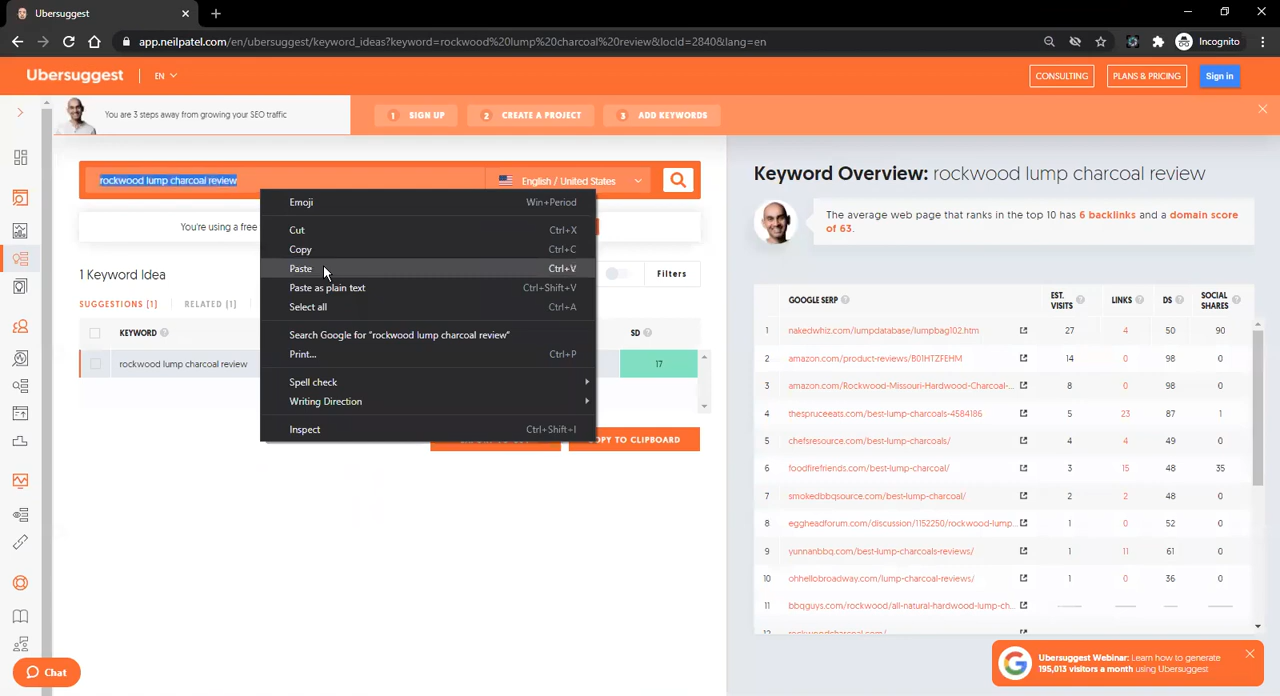 Ubersuggest
app.neilpatel.com/en/ubersuggest/keyword_ideas?keyword=rockwood%20lump%20charcoal%20review&locId=2840&lang=en
Incognito
Ubersuggest
EN
CONSULTING
PLANS & PRICING
Sign in
You are 3 steps away from growing your SEO traffic
1 SIGN UP
2 CREATE A PROJECT
3 ADD KEYWORDS
rockwood lump charcoal review
English / United States
You're using a free
1 Keyword Idea
Filters
SUGGESTIONS (1)
RELATED (1)
KEYWORD
SD
rockwood lump charcoal review
17
COPY TO CLIPBOARD
Emoji Win+Period
Cut Ctrl+X
Copy Ctrl+C
Paste Ctrl+V
Paste as plain text Ctrl+Shift+V
Select all Ctrl+A
Search Google for "rockwood lump charcoal review"
Print... Ctrl+P
Spell check
Writing Direction
Inspect Ctrl+Shift+I
Keyword Overview: rockwood lump charcoal review
The average web page that ranks in the top 10 has 6 backlinks and a domain score
of 63.
GOOGLE SERP EST. VISITS LINKS DS SOCIAL SHARES
1 nakedwhiz.com/lumpdatabase/lumpbag102.htm 27 4 50 90
2 amazon.com/product-reviews/B01HTZFEHM 14 0 98 0
3 amazon.com/Rockwood-Missouri-Hardwood-Charcoal-... 8 0 98 0
4 thespruceeats.com/best-lump-charcoals-4584186 5 23 87 1
5 chefsresource.com/best-lump-charcoals/ 4 4 49 0
6 foodfirefriends.com/best-lump-charcoal/ 3 15 48 35
7 smokedbbqsource.com/best-lump-charcoal/ 2 2 48 0
8 eggheadforum.com/discussion/1152250/rockwood-lump... 1 0 52 0
9 yunnanbbq.com/best-lump-charcoals-reviews/ 1 11 61 0
10 ohhellobroadway.com/lump-charcoal-reviews/ 1 0 36 0
11 bbqguys.com/rockwood/all-natural-hardwood-lump-ch...
12 rockwoodcharcoal.com/
Chat
Ubersuggest Webinar: Learn how to generate
195,013 visitors a month using Ubersuggest